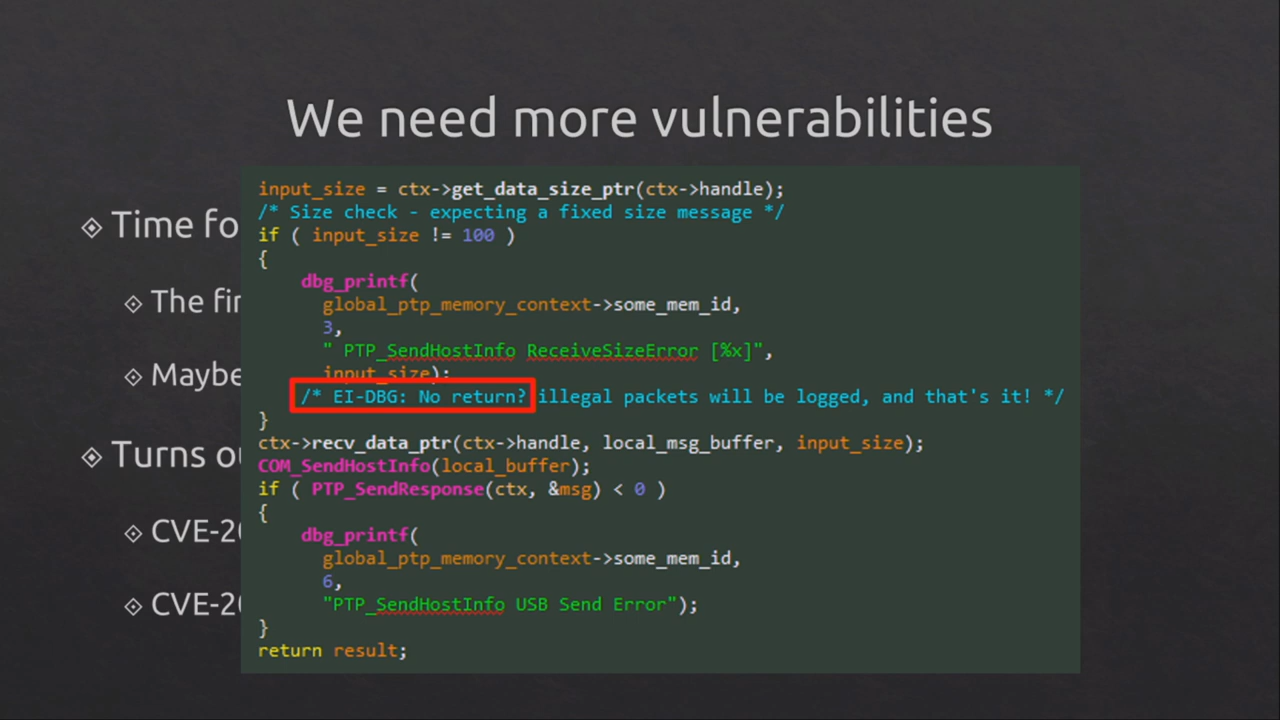 We need more vulnerabilities
Time fo
The fir
Maybe
Turns o
CVE-20
CVE-20
input_size = ctx->get_data_size_ptr(ctx->handle);
/* Size check - expecting a fixed size message */
if ( input_size != 100 )
{
dbg_printf(
global_ptp_memory_context->some_mem_id,
3,
" PTP_SendHostInfo ReceiveSizeError [%x]",
input_size);
/* EI-DBG: No return? illegal packets will be logged, and that's it! */
}
ctx->recv_data_ptr(ctx->handle, local_msg_buffer, input_size);
COM_SendHostInfo(local_buffer);
if ( PTP_SendResponse(ctx, &msg) < 0 )
{
dbg_printf(
global_ptp_memory_context->some_mem_id,
6,
"PTP_SendHostInfo USB Send Error");
}
return result;